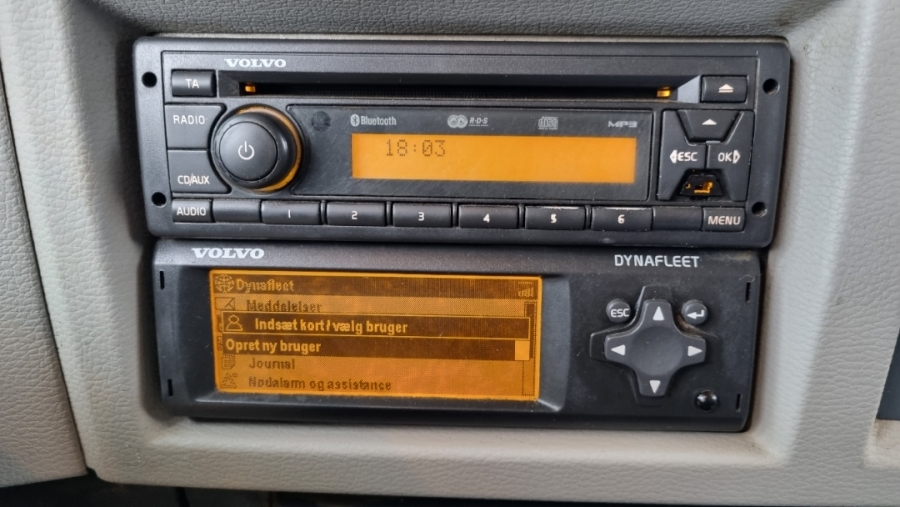 VOLVO
TA
RADIO
CD/AUX
Bluetooth
R·D·S
MP3
18:03
ESC
OK
AUDIO
1 2 3 4 5 6
MENU
VOLVO
DYNAFLEET
Dynafleet
Meddelelser
Indsæt kort / vælg bruger
Opret ny bruger
Journal
Nødalarm og assistance
ESC